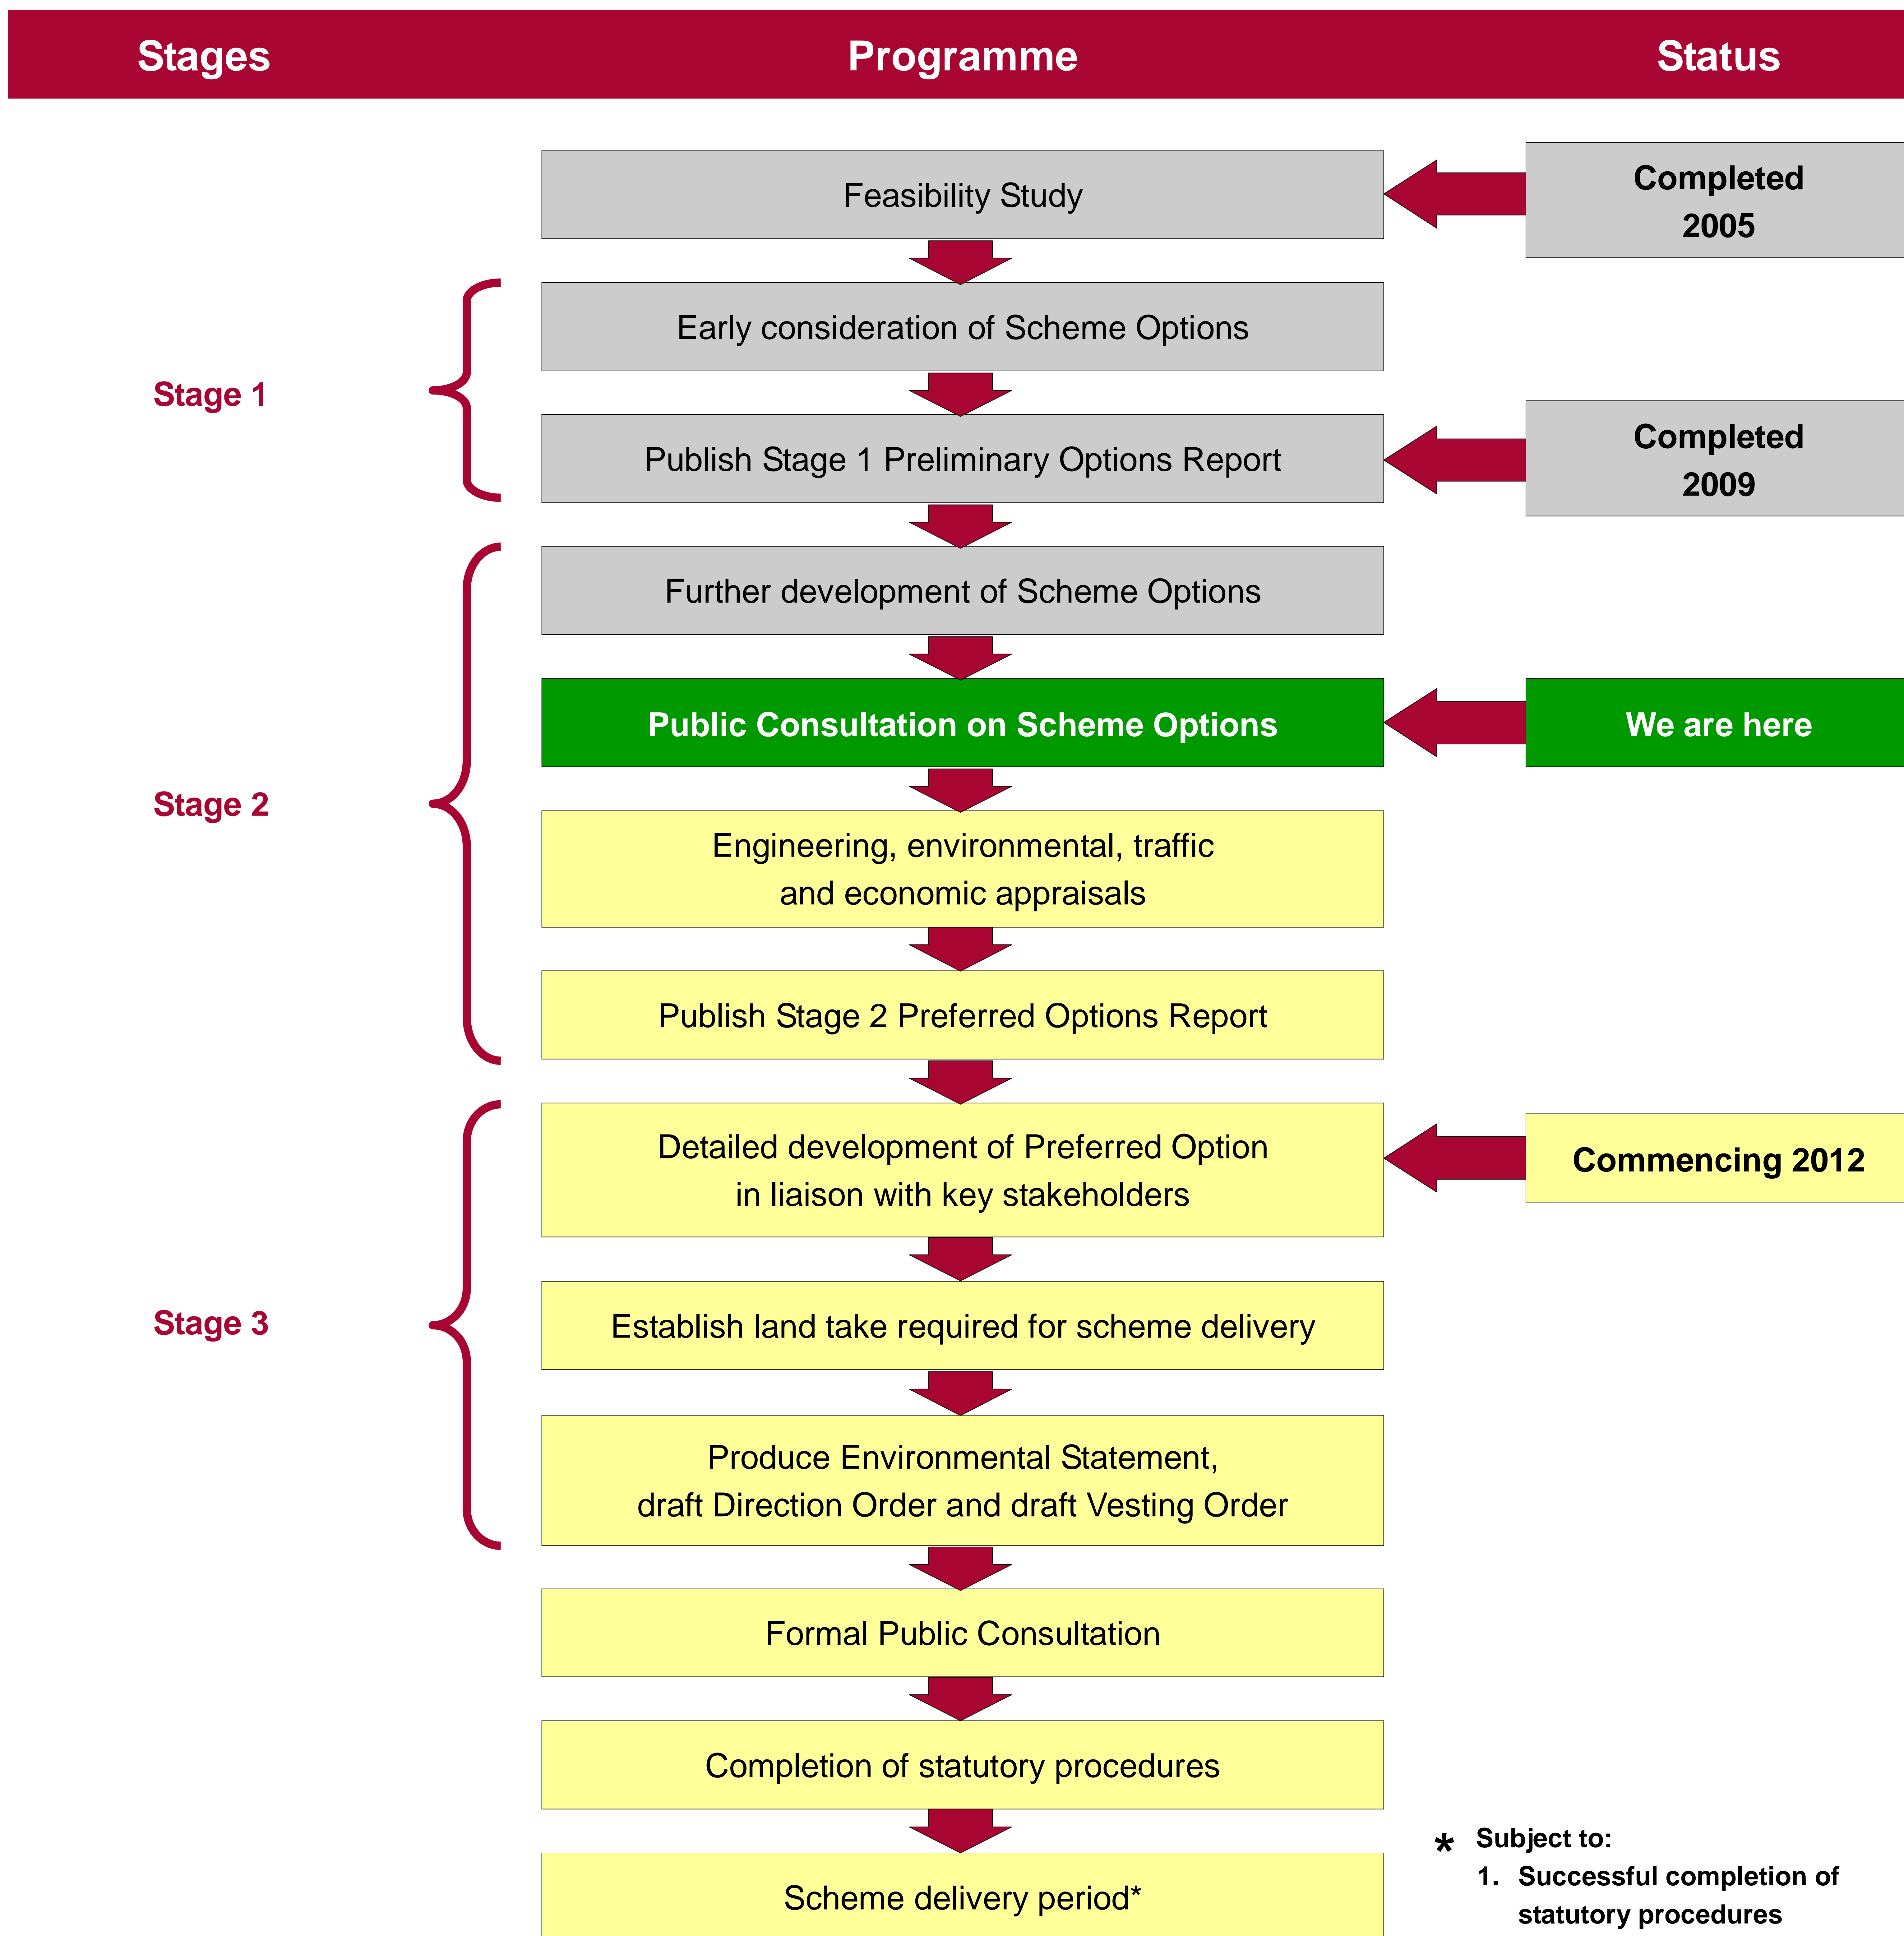 Stages Programme Status
Feasibility Study
Completed
2005
Early consideration of Scheme Options
Stage 1
Publish Stage 1 Preliminary Options Report
Completed
2009
Further development of Scheme Options
Public Consultation on Scheme Options
We are here
Stage 2
Engineering, environmental, traffic
and economic appraisals
Publish Stage 2 Preferred Options Report
Detailed development of Preferred Option
in liaison with key stakeholders
Commencing 2012
Stage 3
Establish land take required for scheme delivery
Produce Environmental Statement,
draft Direction Order and draft Vesting Order
Formal Public Consultation
Completion of statutory procedures
Scheme delivery period*
* Subject to:
1. Successful completion of
statutory procedures